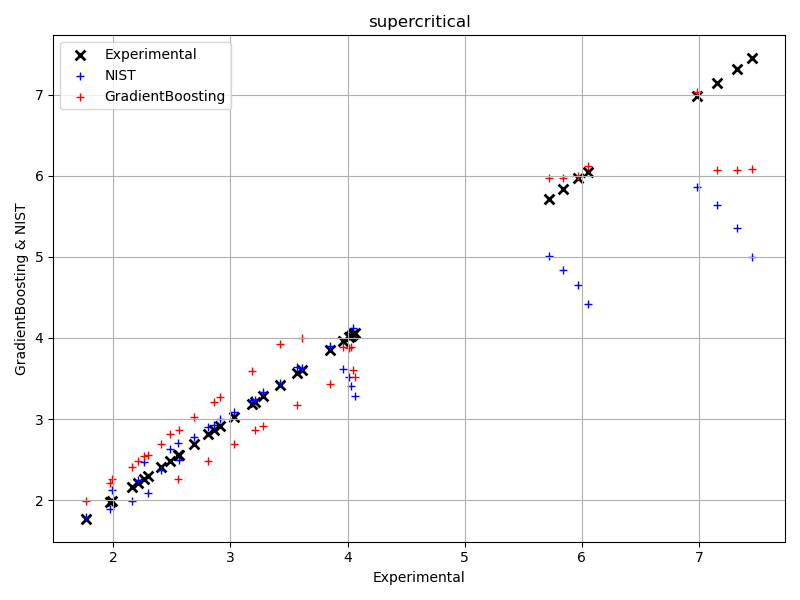 supercritical
Experimental
NIST
GradientBoosting
GradientBoosting & NIST
7
6
5
4
3
2
2 3 4 5 6 7
Experimental